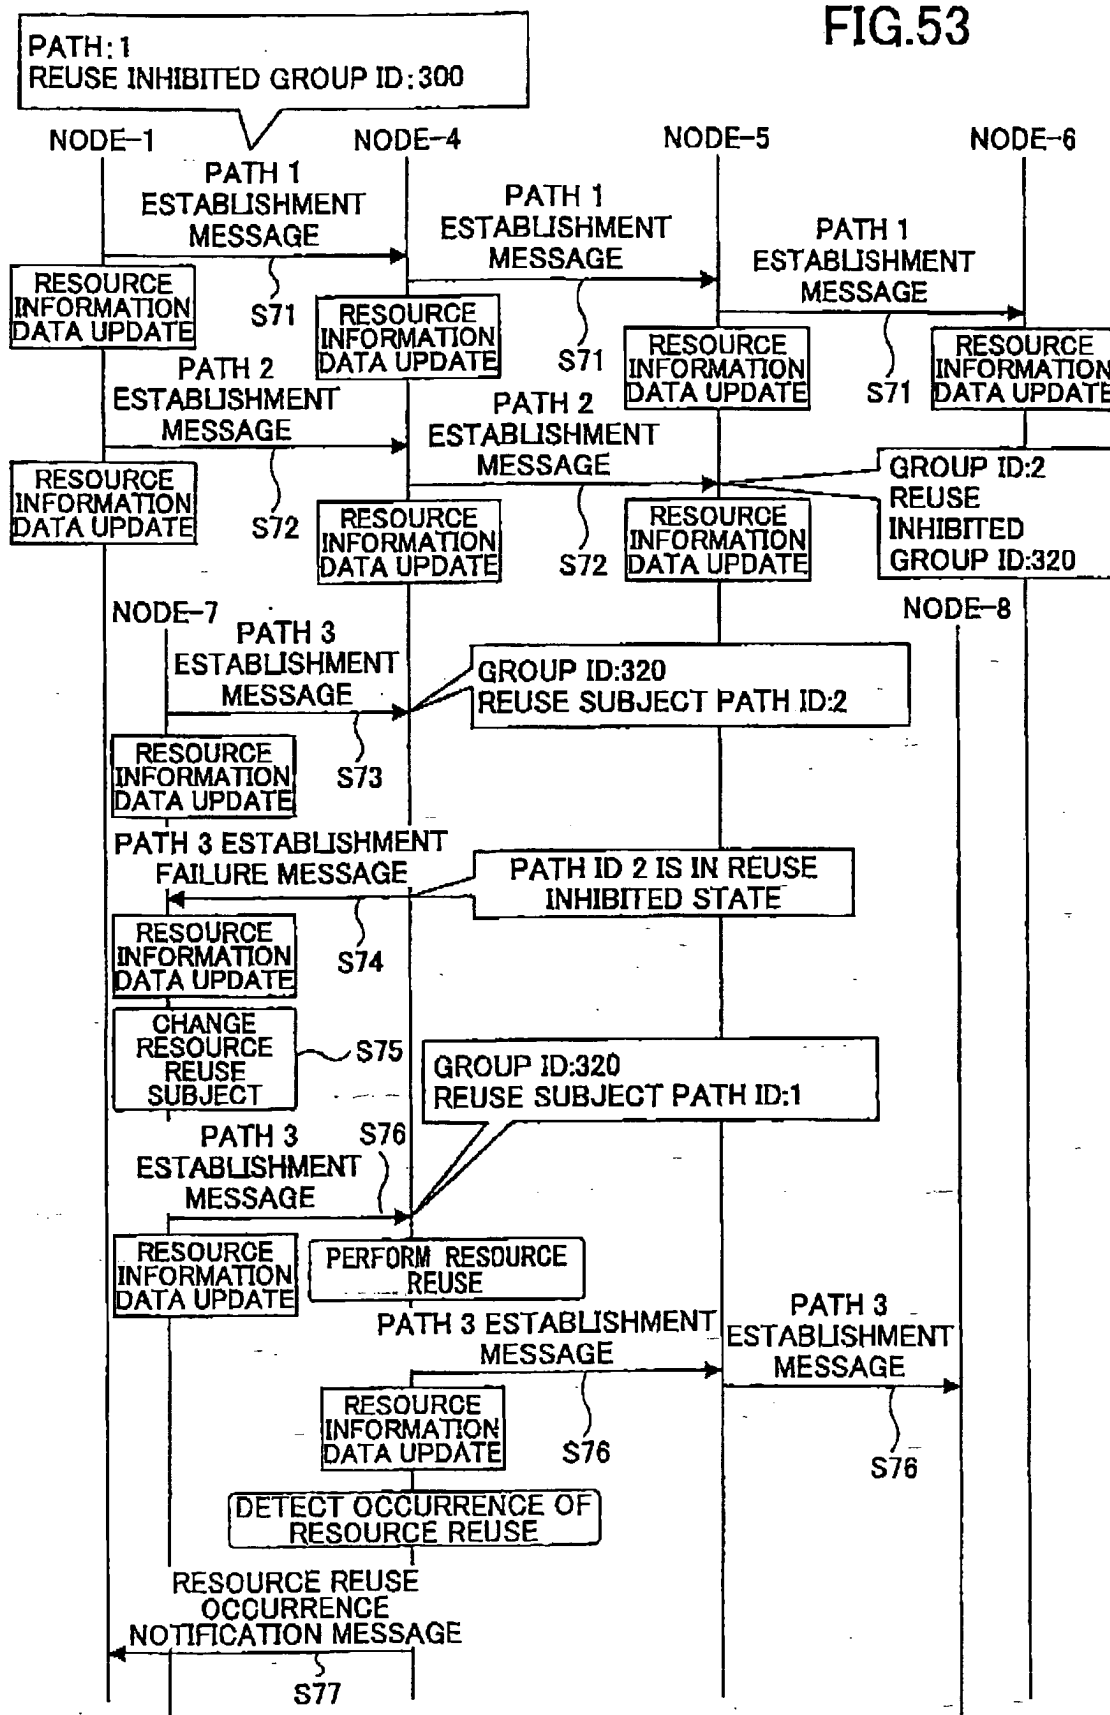 FIG.53
PATH:1
REUSE INHIBITED GROUP ID:300
NODE-1
NODE-4
NODE-5
NODE-6
PATH 1
ESTABLISHMENT
MESSAGE
PATH 1
ESTABLISHMENT
MESSAGE
PATH 1
ESTABLISHMENT
MESSAGE
S71
S71
S71
RESOURCE
INFORMATION
DATA UPDATE
RESOURCE
INFORMATION
DATA UPDATE
RESOURCE
INFORMATION
DATA UPDATE
RESOURCE
INFORMATION
DATA UPDATE
PATH 2
ESTABLISHMENT
MESSAGE
PATH 2
ESTABLISHMENT
MESSAGE
S72
S72
GROUP ID:2
REUSE
INHIBITED
GROUP ID:320
RESOURCE
INFORMATION
DATA UPDATE
RESOURCE
INFORMATION
DATA UPDATE
RESOURCE
INFORMATION
DATA UPDATE
NODE-7
NODE-8
PATH 3
ESTABLISHMENT
MESSAGE
GROUP ID:320
REUSE SUBJECT PATH ID:2
S73
RESOURCE
INFORMATION
DATA UPDATE
PATH 3 ESTABLISHMENT
FAILURE MESSAGE
PATH ID 2 IS IN REUSE
INHIBITED STATE
S74
RESOURCE
INFORMATION
DATA UPDATE
CHANGE
RESOURCE
REUSE
SUBJECT
S75
GROUP ID:320
REUSE SUBJECT PATH ID:1
PATH 3
ESTABLISHMENT
MESSAGE
S76
RESOURCE
INFORMATION
DATA UPDATE
PERFORM RESOURCE
REUSE
PATH 3 ESTABLISHMENT
MESSAGE
PATH 3
ESTABLISHMENT
MESSAGE
S76
S76
RESOURCE
INFORMATION
DATA UPDATE
DETECT OCCURRENCE OF
RESOURCE REUSE
RESOURCE REUSE
OCCURRENCE
NOTIFICATION MESSAGE
S77